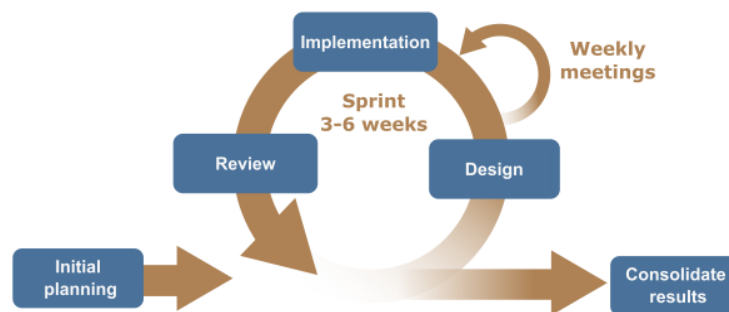 Implementation
Weekly
meetings
Sprint
3-6 weeks
Review
Design
Initial
planning
Consolidate
results